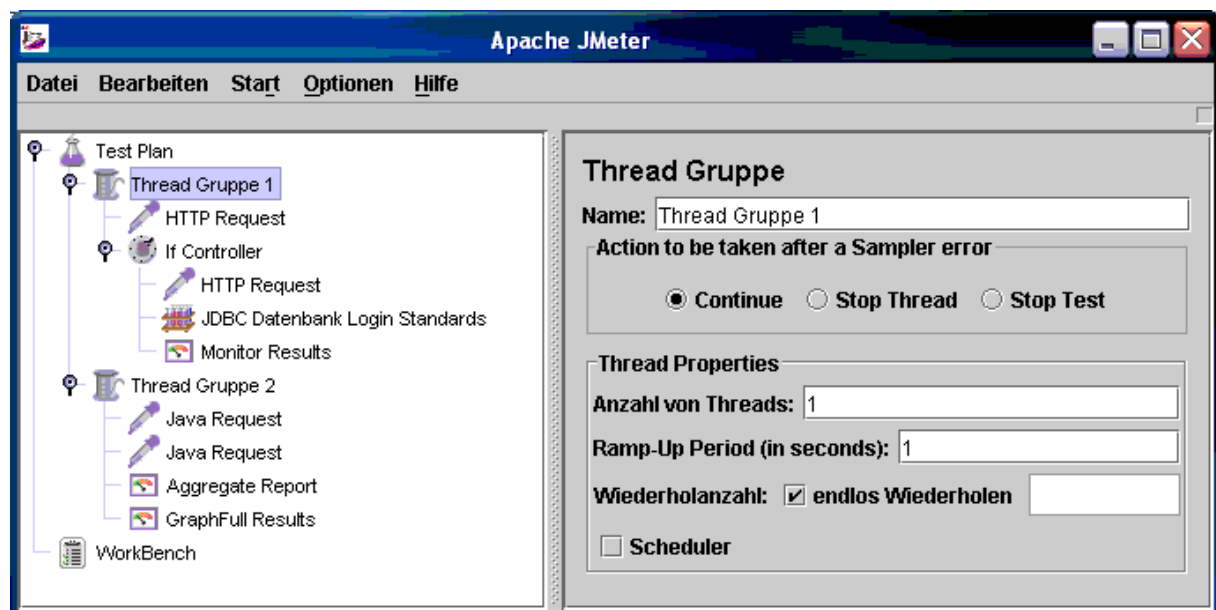 Apache JMeter
Datei Bearbeiten Start Optionen Hilfe
Test Plan
Thread Gruppe 1
HTTP Request
If Controller
HTTP Request
JDBC Datenbank Login Standards
Monitor Results
Thread Gruppe 2
Java Request
Java Request
Aggregate Report
GraphFull Results
WorkBench
Thread Gruppe
Name: Thread Gruppe 1
Action to be taken after a Sampler error
Continue Stop Thread Stop Test
Thread Properties
Anzahl von Threads: 1
Ramp-Up Period (in seconds): 1
Wiederholanzahl: endlos Wiederholen
Scheduler